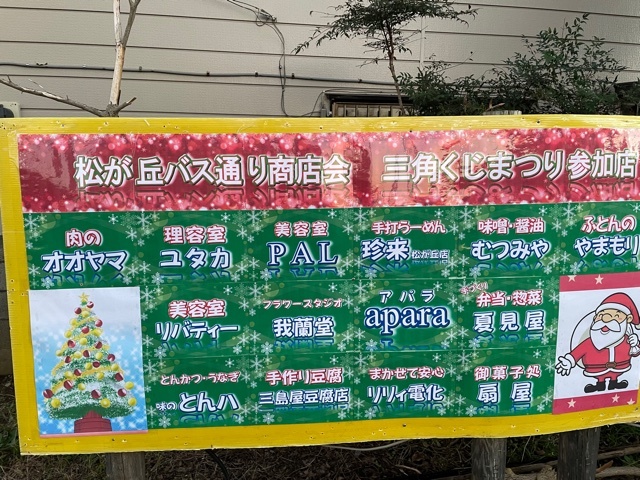 松が丘バス通り商店会 三角くじまつり参加店
肉の
オオヤマ
理容室
ユタカ
美容室
PAL
手打らーめん
珍来 松が丘店
味噌・醤油
むつみや
ふとんの
やまもり
美容室
リバティー
フラワースタジオ
我蘭堂
アパラ
apara
弁当・惣菜
夏見屋
とんかつ・うなぎ
味のとんハ
手作り豆腐
三島屋豆腐店
まかせて安心
リリィ電化
御菓子処
扇屋